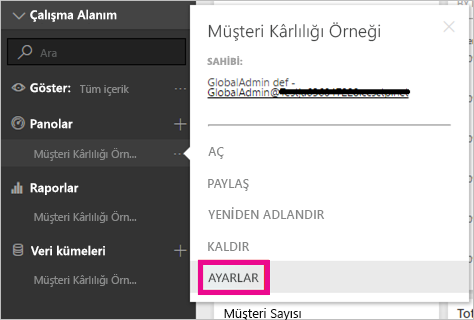 Çalışma Alanım
Ara
Göster: Tüm içerik ...
Panolar
Müşteri Kârlılığı Örn... ...
Raporlar
Müşteri Kârlılığı Örn...
Veri kümeleri
Müşteri Kârlılığı Örn...
Müşteri Kârlılığı Örneği
SAHİBİ:
GlobalAdmin def -
GlobalAdmin@
AÇ
PAYLAŞ
YENİDEN ADLANDIR
KALDIR
AYARLAR
Müşteri Sayısı
Tot